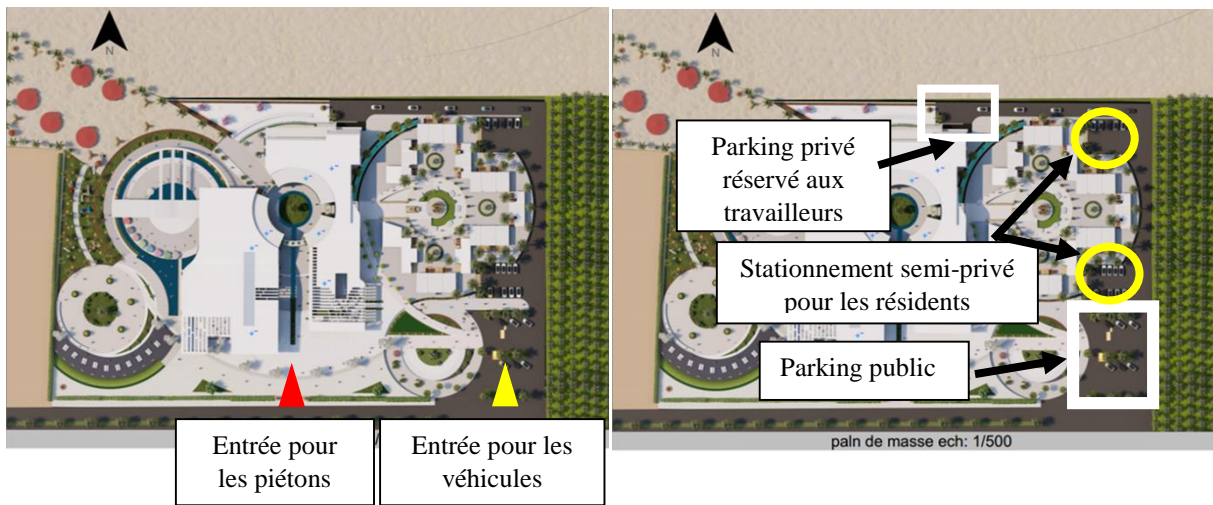 N
N
Parking privé
réservé aux
travailleurs
Stationnement semi-privé
pour les résidents
Parking public
paln de masse ech: 1/500
Entrée pour
les piétons
Entrée pour les
véhicules